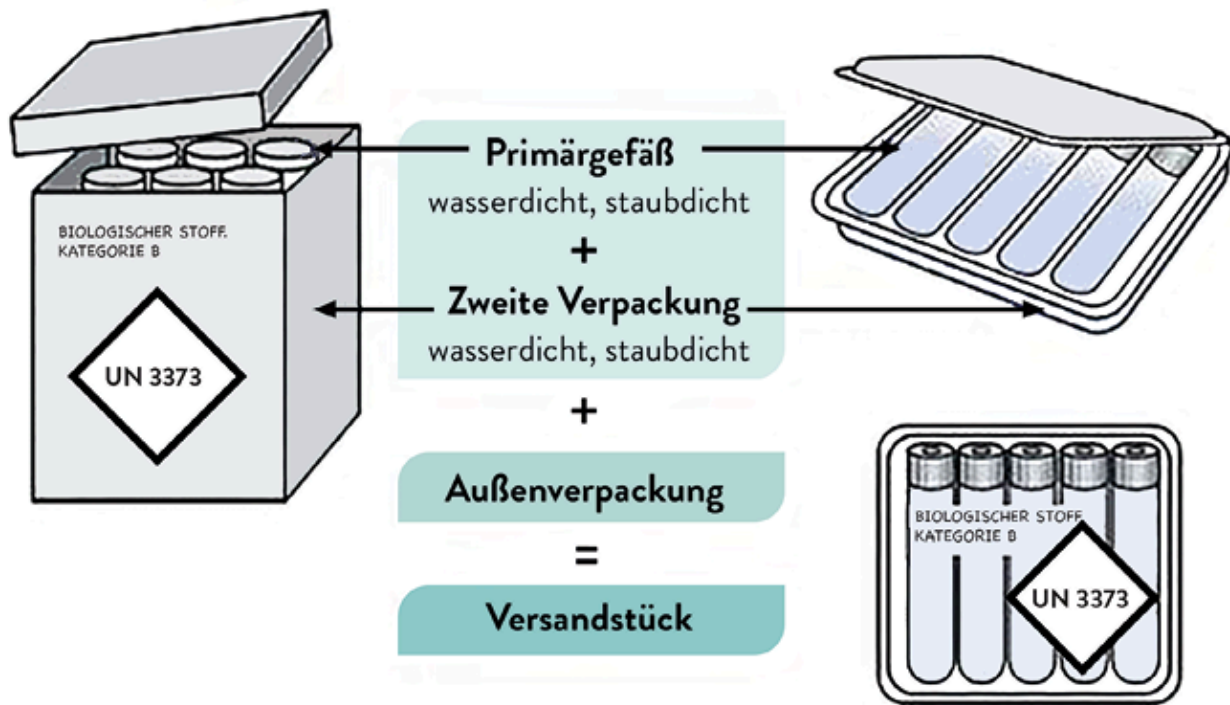 BIOLOGISCHER STOFF.
KATEGORIE B
UN 3373
Primärgefäß
wasserdicht, staubdicht
+
Zweite Verpackung
wasserdicht, staubdicht
+
Außenverpackung
=
Versandstück
BIOLOGISCHER STOFF
KATEGORIE B
UN 3373